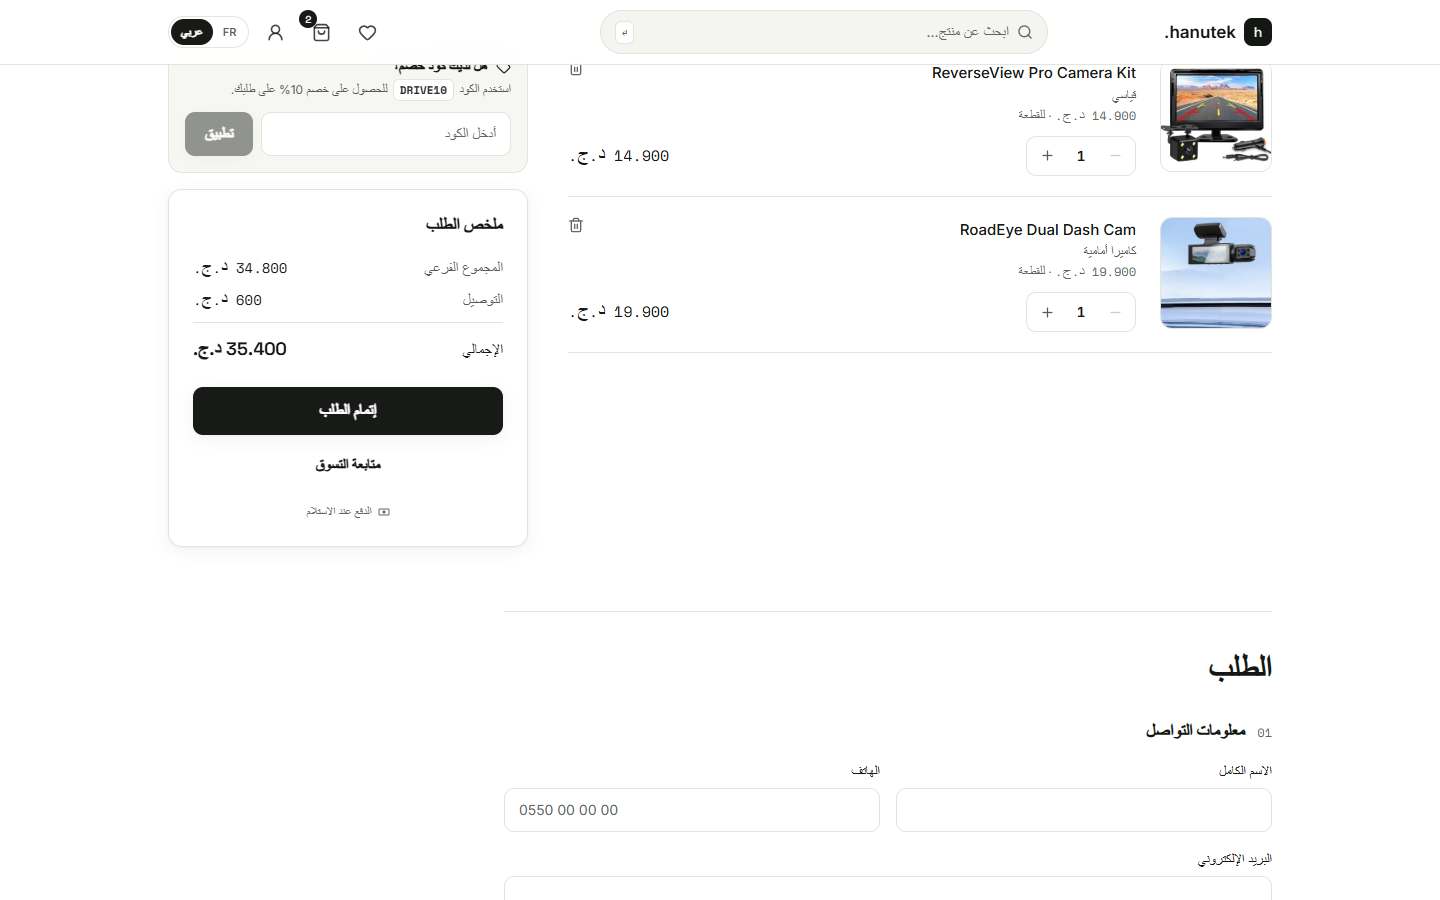 hanutek.
ابحث عن منتج...
↵
2
FR
عربي
ReverseView Pro Camera Kit
قياسي
14.900 د.ج. · للقطعة
1
14.900 د.ج.
RoadEye Dual Dash Cam
كاميرا أمامية
19.900 د.ج. · للقطعة
1
19.900 د.ج.
هل لديك كود خصم؟
استخدم الكود DRIVE10 للحصول على خصم 10% على طلبك.
أدخل الكود
تطبيق
ملخص الطلب
المجموع الفرعي 34.800 د.ج.
التوصيل 600 د.ج.
الإجمالي 35.400 د.ج.
إتمام الطلب
متابعة التسوق
الدفع عند الاستلام
الطلب
01 معلومات التواصل
الاسم الكامل
الهاتف
0550 00 00 00
البريد الإلكتروني